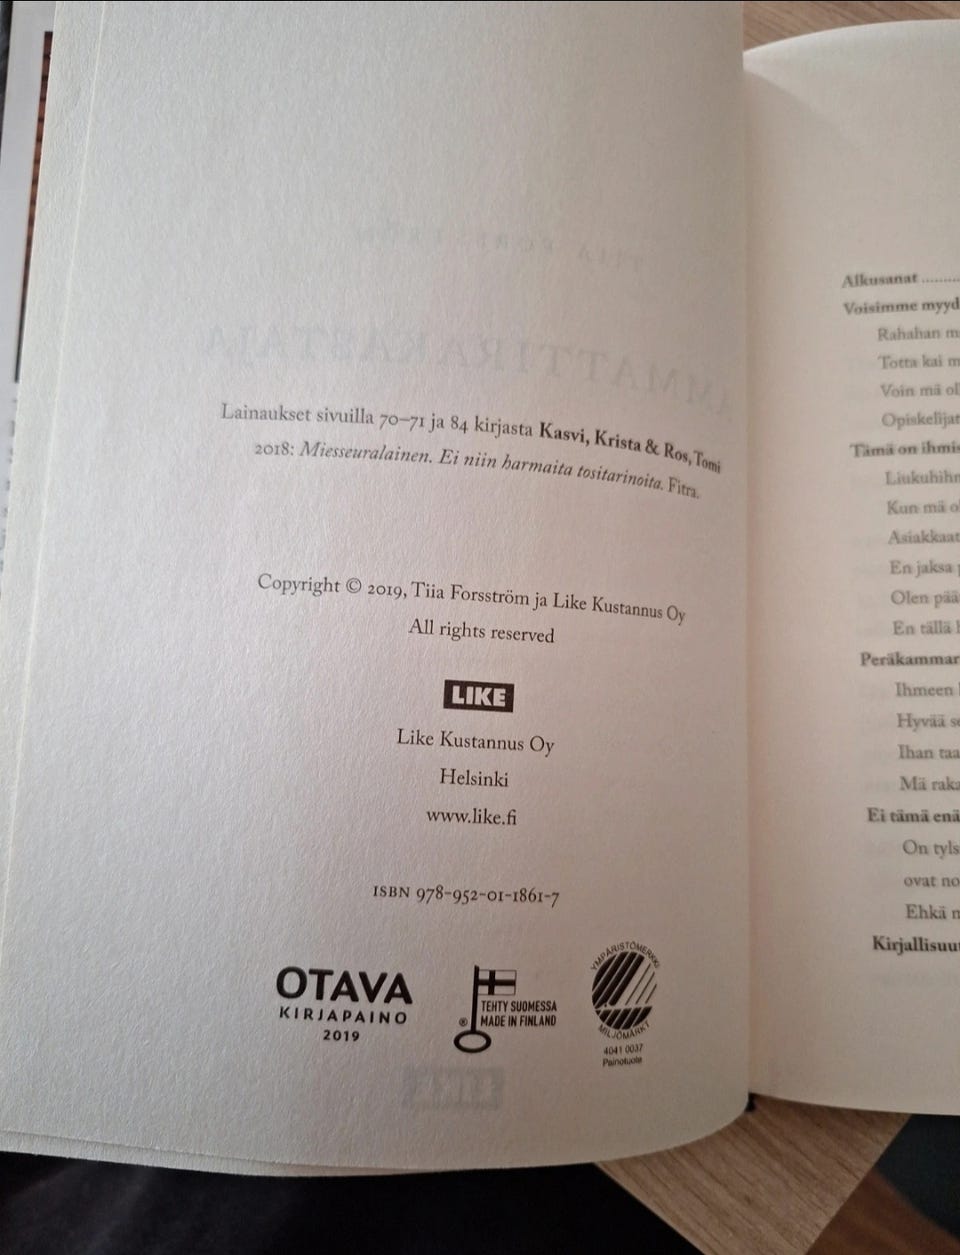 Lainaukset sivuilla 70–71 ja 84 kirjasta Kasvi, Krista & Ros, Tomi
2018: Miesseuralainen. Ei niin harmaita tositarinoita. Fitra.
Copyright © 2019, Tiia Forsström ja Like Kustannus Oy
All rights reserved
LIKE
Like Kustannus Oy
Helsinki
www.like.fi
ISBN 978-952-01-1861-7
OTAVA
KIRJAPAINO
2019
TEHTY SUOMESSA
® MADE IN FINLAND
YMPÄRISTÖMERKKI
MILJÖMÄRKT
4041 0037
Painotuote
Alkusanat
Voisimme myyd
Rahahan m
Totta kai m
Voin mä ol
Opiskelijat
Tämä on ihmis
Liukuhihn
Kun mä ol
Asiakkaat
En jaksa p
Olen pää
En tällä
Peräkammar
Ihmeen
Hyvää se
Ihan taa
Mä raka
Ei tämä enä
On tyls
ovat no
Ehkä n
Kirjallisuu